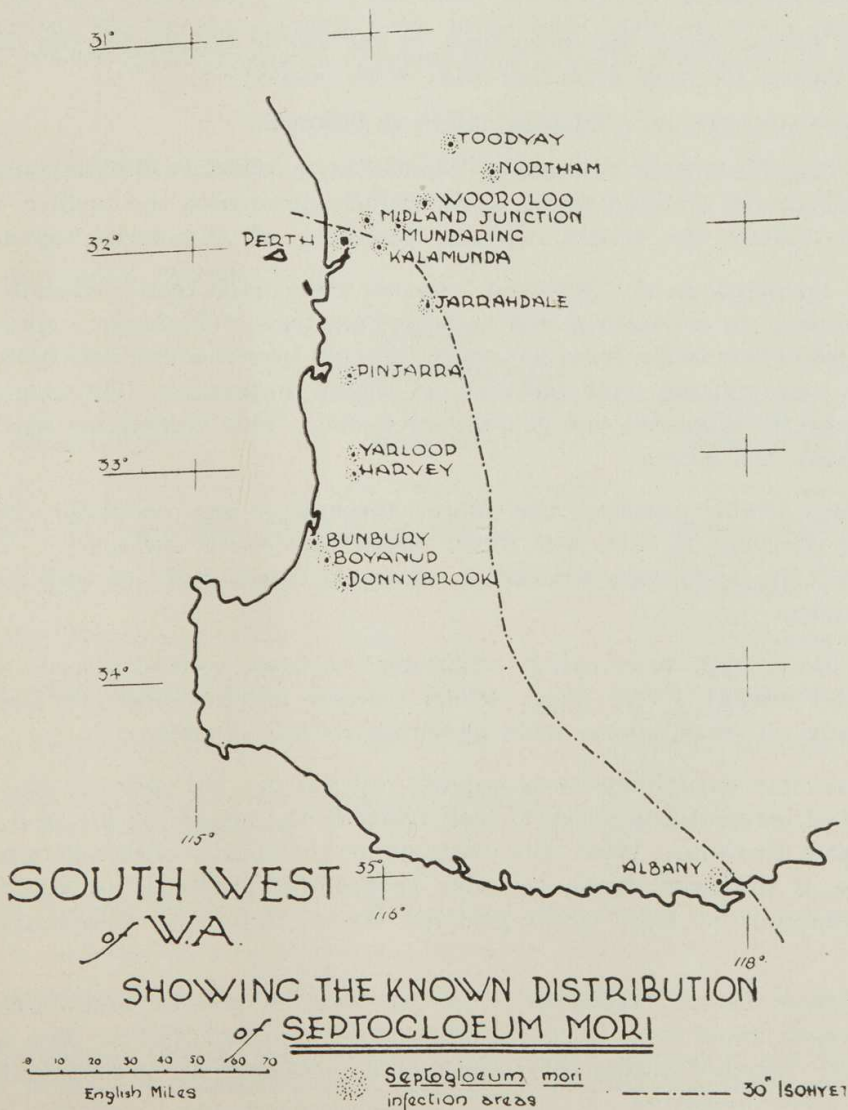 31°
TOODYAY
NORTHAM
WOOROLOO
MIDLAND JUNCTION
MUNDARING
32°
PERTH
KALAMUNDA
JARRAHDALE
PINJARRA
YARLOOP
33°
HARVEY
BUNBURY
BOYANUP
DONNYBROOK
34°
115°
35°
116°
ALBANY
118°
SOUTH WEST
of W.A.
SHOWING THE KNOWN DISTRIBUTION
of SEPTOGLOEUM MORI
0 10 20 30 40 50 60 70
English Miles
Septogloeum mori
infection areas
30" ISOHYET